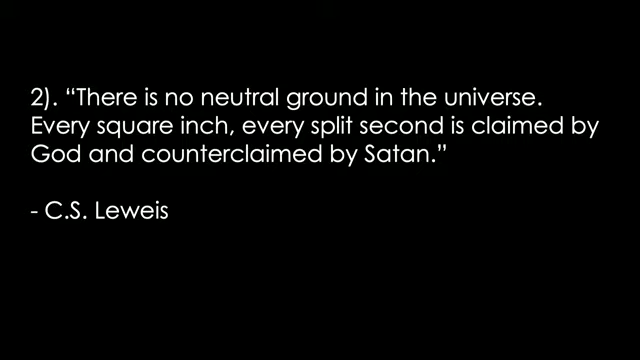 2). “There is no neutral ground in the universe.
Every square inch, every split second is claimed by
God and counterclaimed by Satan.”
- C.S. Leweis